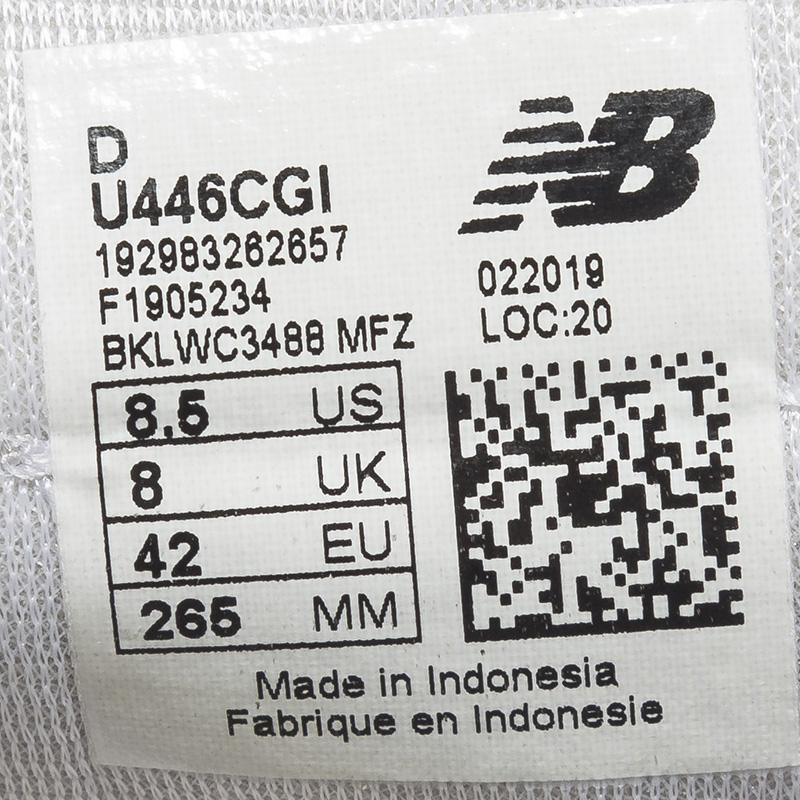 D
U446CGI
192983262657
F1905234
BKLWC3488 MFZ
NB
022019
LOC:20
8.5 US
8 UK
42 EU
265 MM
Made in Indonesia
Fabrique en Indonesie